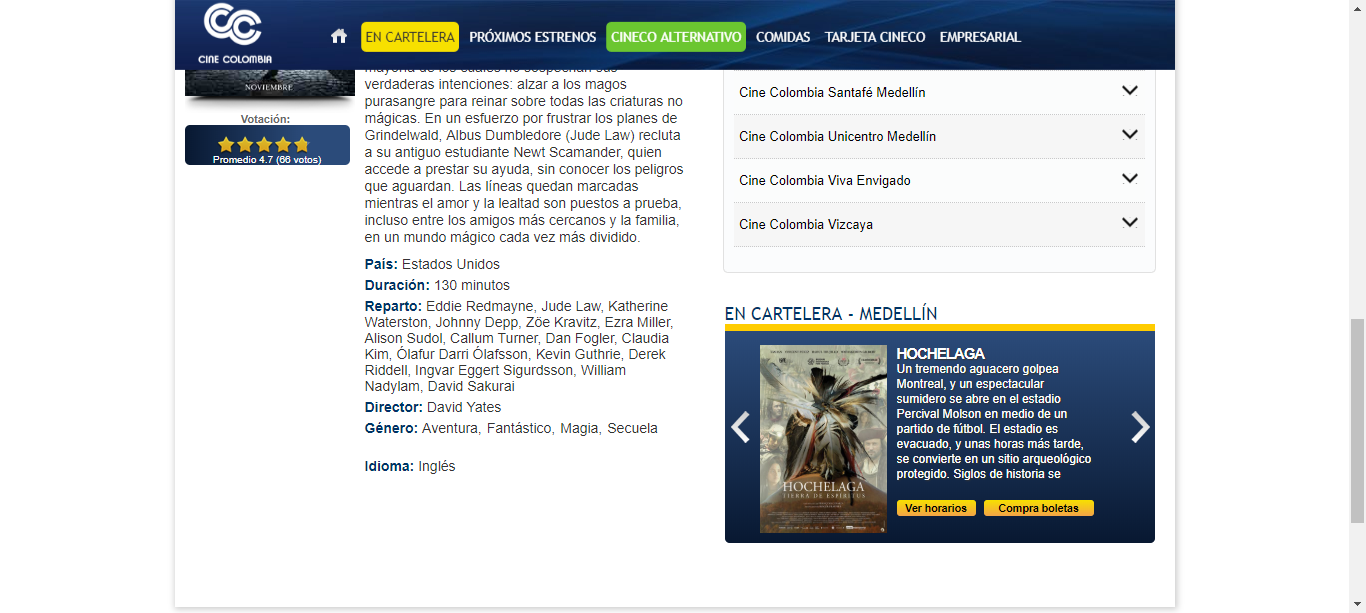 CINE COLOMBIA
EN CARTELERA
PRÓXIMOS ESTRENOS
CINECO ALTERNATIVO
COMIDAS
TARJETA CINECO
EMPRESARIAL
NOVIEMBRE
Votación:
Promedio 4.7 (66 votos)
mayoría de los cuales no sospechan sus
verdaderas intenciones: alzar a los magos
purasangre para reinar sobre todas las criaturas no
mágicas. En un esfuerzo por frustrar los planes de
Grindelwald, Albus Dumbledore (Jude Law) recluta
a su antiguo estudiante Newt Scamander, quien
accede a prestar su ayuda, sin conocer los peligros
que aguardan. Las líneas quedan marcadas
mientras el amor y la lealtad son puestos a prueba,
incluso entre los amigos más cercanos y la familia,
en un mundo mágico cada vez más dividido.
País: Estados Unidos
Duración: 130 minutos
Reparto: Eddie Redmayne, Jude Law, Katherine
Waterston, Johnny Depp, Zöe Kravitz, Ezra Miller,
Alison Sudol, Callum Turner, Dan Fogler, Claudia
Kim, Ólafur Darri Ólafsson, Kevin Guthrie, Derek
Riddell, Ingvar Eggert Sigurdsson, William
Nadylam, David Sakurai
Director: David Yates
Género: Aventura, Fantástico, Magia, Secuela
Idioma: Inglés
Cine Colombia Santafé Medellín
Cine Colombia Unicentro Medellín
Cine Colombia Viva Envigado
Cine Colombia Vizcaya
EN CARTELERA - MEDELLÍN
HOCHELAGA
TIERRA DE ESPÍRITUS
HOCHELAGA
Un tremendo aguacero golpea
Montreal, y un espectacular
sumidero se abre en el estadio
Percival Molson en medio de un
partido de fútbol. El estadio es
evacuado, y unas horas más tarde,
se convierte en un sitio arqueológico
protegido. Siglos de historia se
Ver horarios
Compra boletas